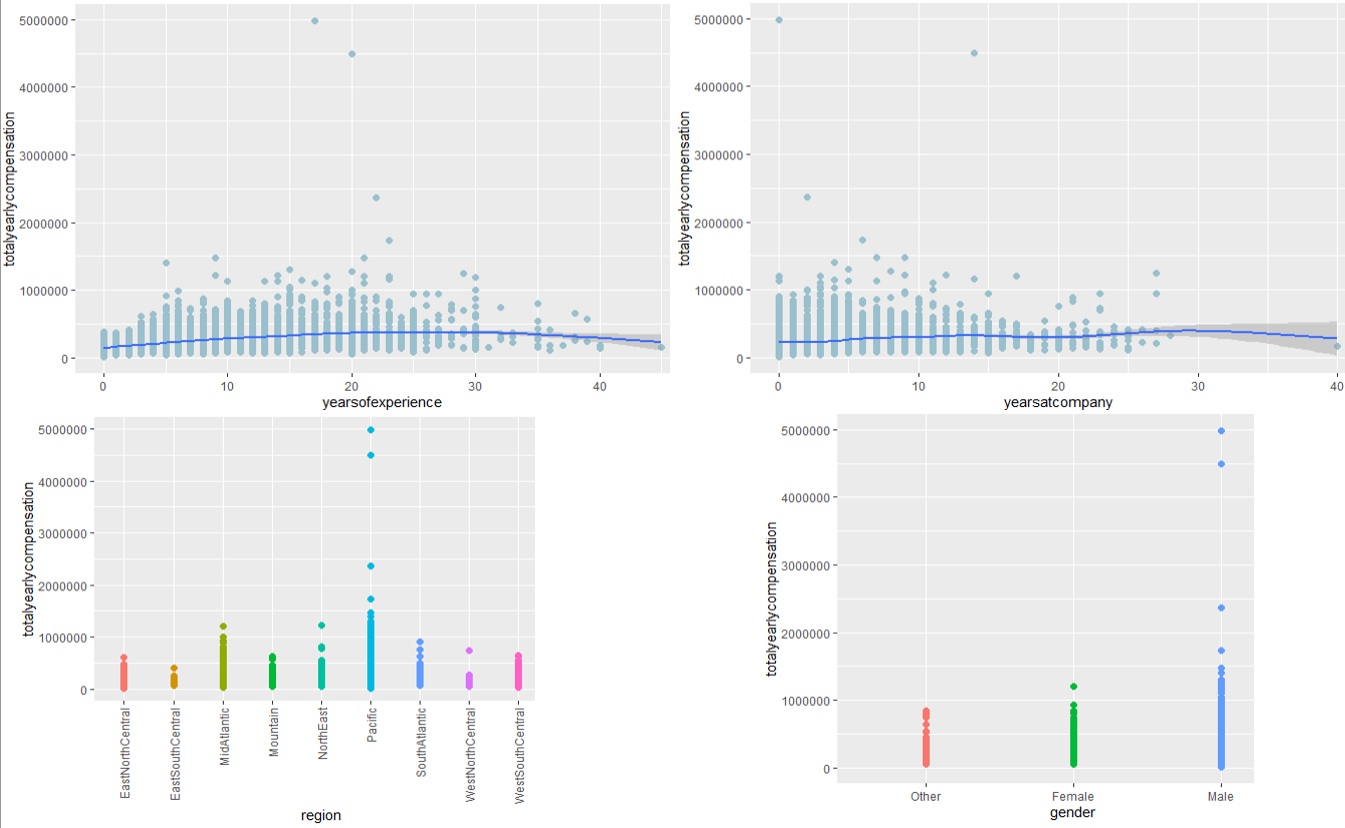 totalyearlycompensation
5000000
4000000
3000000
2000000
1000000
0
0
10
20
30
40
yearsofexperience
totalyearlycompensation
5000000
4000000
3000000
2000000
1000000
0
0
10
20
30
40
yearsatcompany
totalyearlycompensation
5000000
4000000
3000000
2000000
1000000
0
EastNorthCentral
EastSouthCentral
MidAtlantic
Mountain
NorthEast
Pacific
SouthAtlantic
WestNorthCentral
WestSouthCentral
region
totalyearlycompensation
5000000
4000000
3000000
2000000
1000000
0
Other
Female
Male
gender